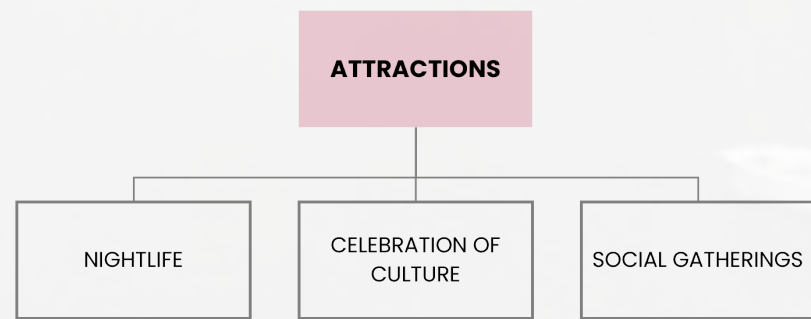 ATTRACTIONS
NIGHTLIFE
CELEBRATION OF
CULTURE
SOCIAL GATHERINGS